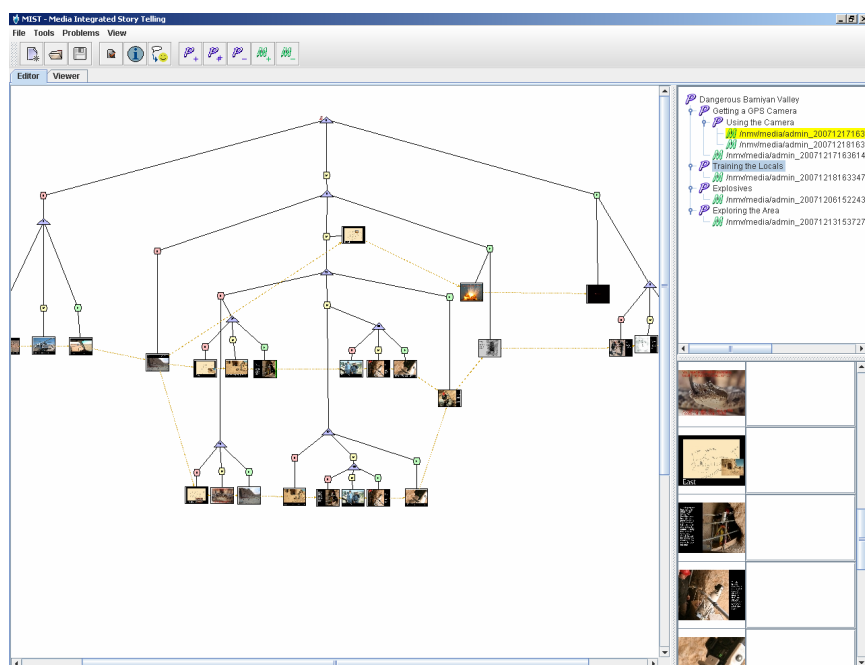 MIST - Media Integrated Story Telling
File Tools Problems View
Editor Viewer
Dangerous Bamiyan Valley
Getting a GPS Camera
Using the Camera
/nmv/media/admin_20071217163
/nmv/media/admin_20071218163
/nmv/media/admin_20071217163614
Training the Locals
/nmv/media/admin_20071218163347
Explosives
/nmv/media/admin_20071206152243
Exploring the Area
/nmv/media/admin_20071213153727
East